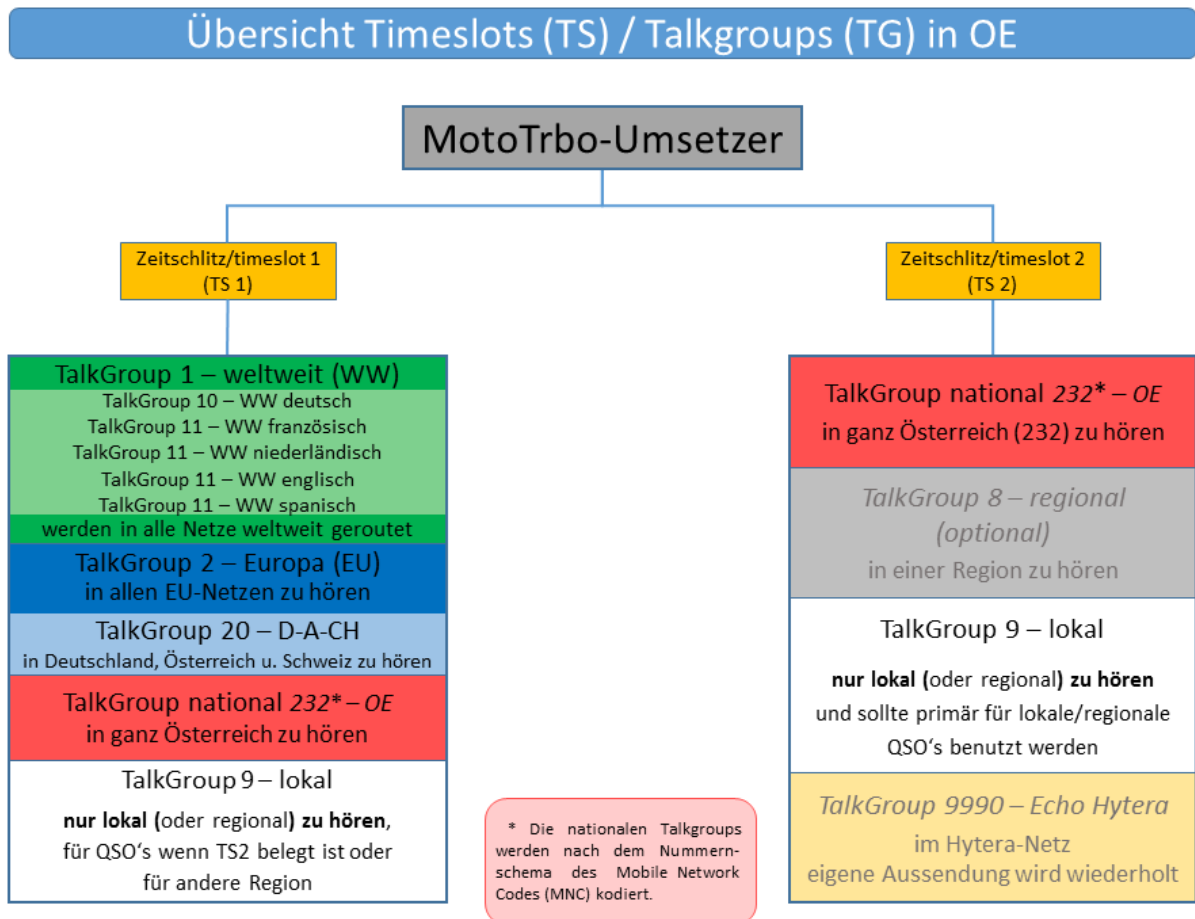 Übersicht Timeslots (TS) / Talkgroups (TG) in OE
MotoTrbo-Umsetzer
Zeitschlitz/timeslot 1
(TS 1)
Zeitschlitz/timeslot 2
(TS 2)
TalkGroup 1 – weltweit (WW)
TalkGroup 10 – WW deutsch
TalkGroup 11 – WW französisch
TalkGroup 11 – WW niederländisch
TalkGroup 11 – WW englisch
TalkGroup 11 – WW spanisch
werden in alle Netze weltweit geroutet
TalkGroup 2 – Europa (EU)
in allen EU-Netzen zu hören
TalkGroup 20 – D-A-CH
in Deutschland, Österreich u. Schweiz zu hören
TalkGroup national 232* – OE
in ganz Österreich zu hören
TalkGroup 9 – lokal
nur lokal (oder regional) zu hören,
für QSO‘s wenn TS2 belegt ist oder
für andere Region
* Die nationalen Talkgroups
werden nach dem Nummern-
schema des Mobile Network
Codes (MNC) kodiert.
TalkGroup national 232* – OE
in ganz Österreich (232) zu hören
TalkGroup 8 – regional
(optional)
in einer Region zu hören
TalkGroup 9 – lokal
nur lokal (oder regional) zu hören
und sollte primär für lokale/regionale
QSO‘s benutzt werden
TalkGroup 9990 – Echo Hytera
im Hytera-Netz
eigene Aussendung wird wiederholt